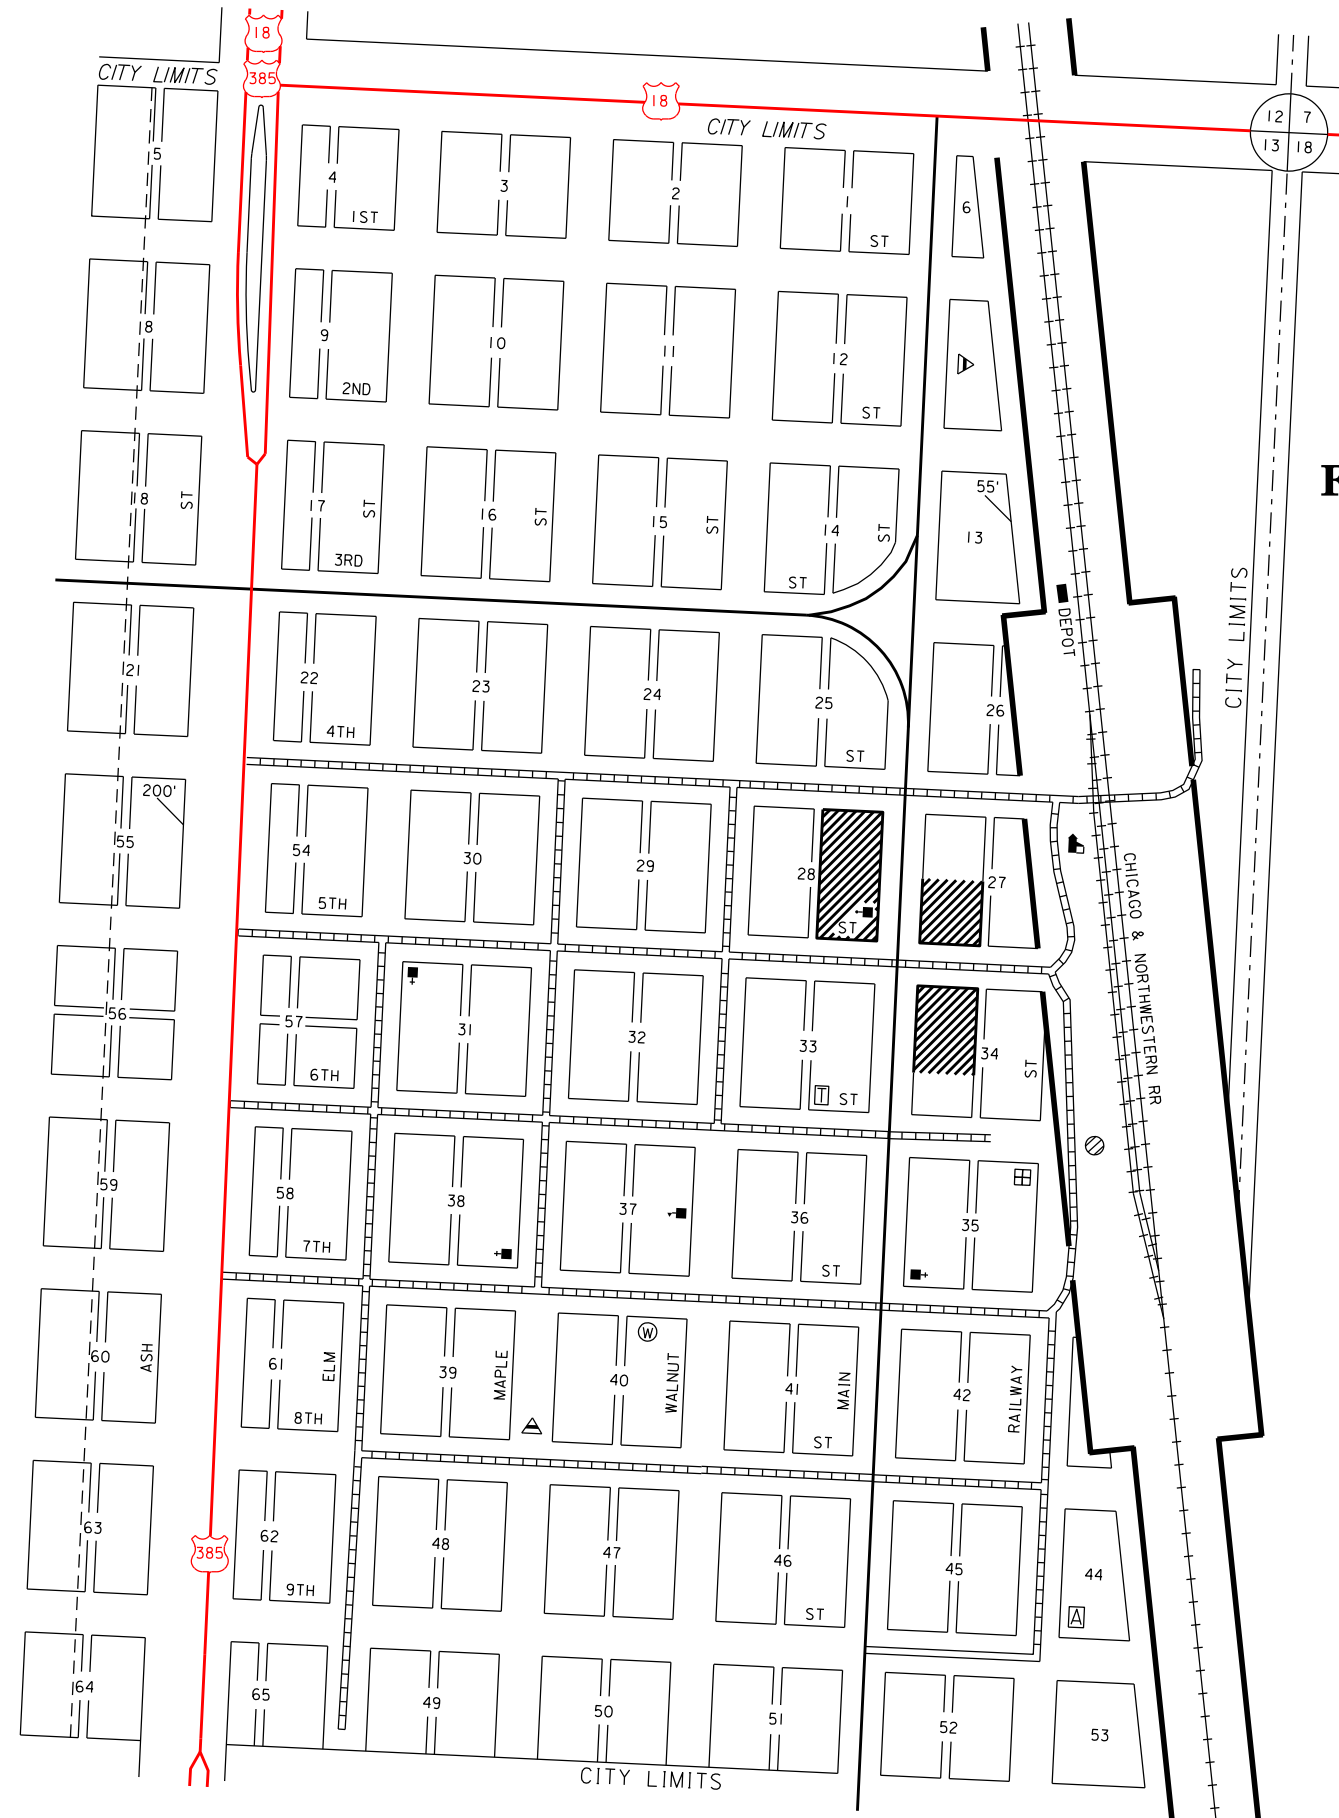 18
CITY LIMITS
385
18
CITY LIMITS
12 7
13 18
5
4
1ST
3
2
1
ST
6
8
9
2ND
10
11
12
ST
18
ST
17
ST
3RD
16
ST
15
ST
14
ST
ST
55'
13
F
DEPOT
CITY LIMITS
21
22
4TH
23
24
25
ST
26
200'
55
54
5TH
30
29
28
ST
27
CHICAGO & NORTHWESTERN RR
56
57
6TH
31
32
33
T
ST
34
ST
59
58
7TH
38
37
36
ST
35
60
ASH
61
ELM
8TH
39
MAPLE
40
W
WALNUT
41
MAIN
ST
42
RAILWAY
63
385
62
9TH
48
47
46
ST
45
44
A
64
65
49
50
51
52
53
CITY LIMITS